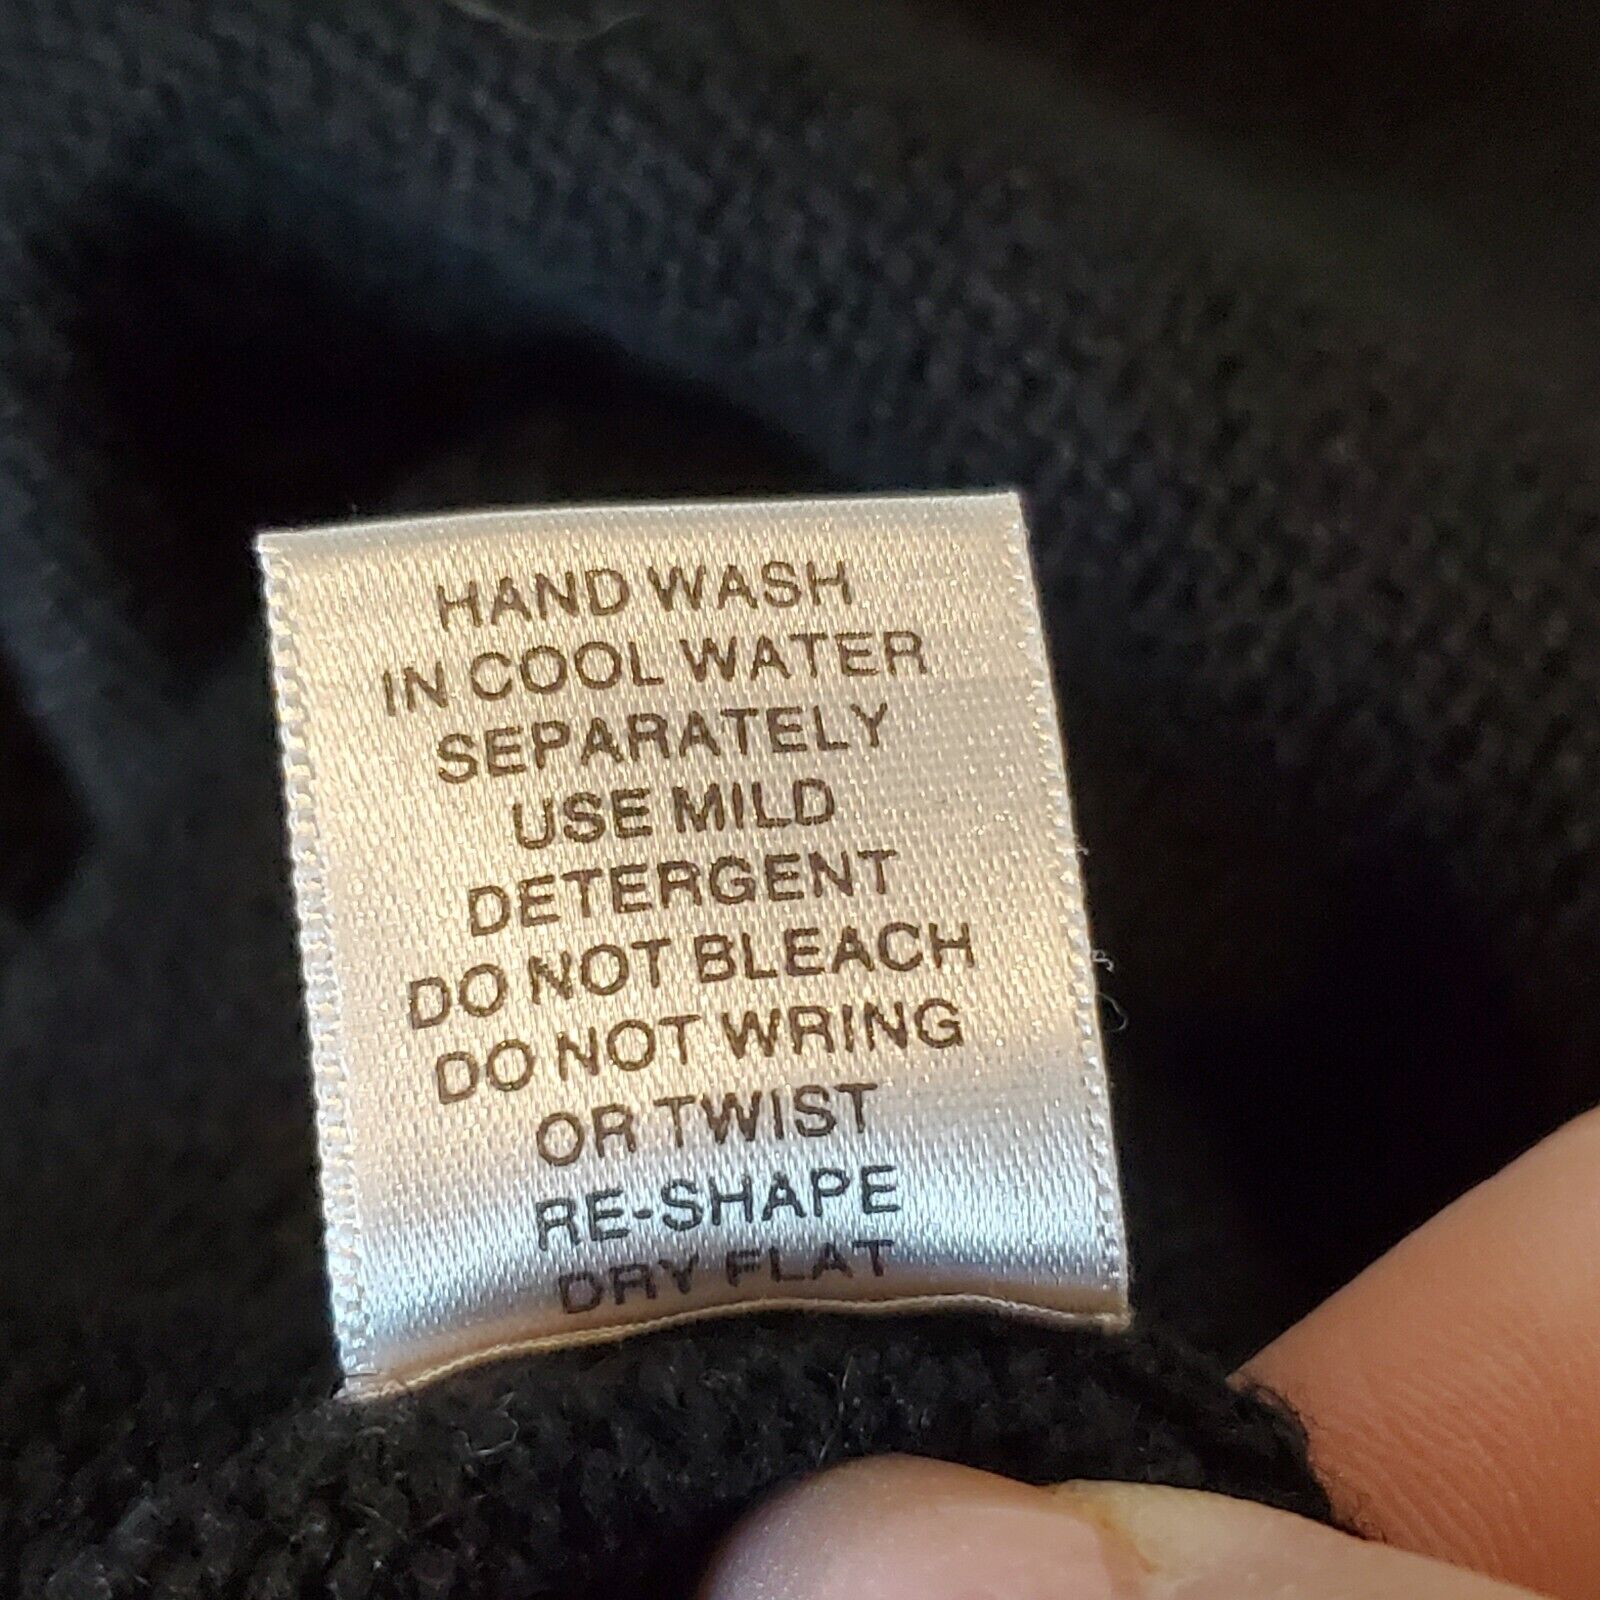 HAND WASH
IN COOL WATER
SEPARATELY
USE MILD
DETERGENT
DO NOT BLEACH
DO NOT WRING
OR TWIST
RE-SHAPE
DRY FLAT